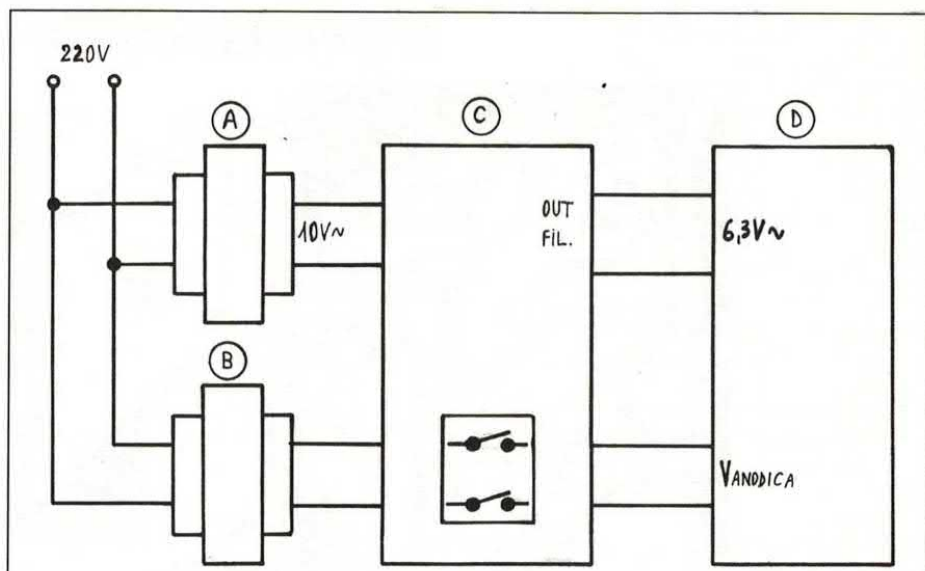 220V
A
C
D
10V~
OUT
FIL.
6,3V~
B
VANODICA